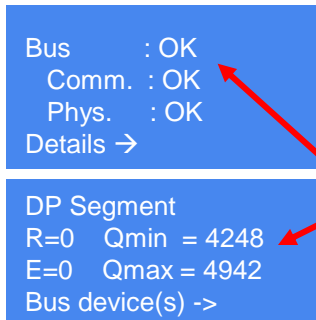 Bus : OK
Comm. : OK
Phys. : OK
Details →
DP Segment
R=0 Qmin = 4248
E=0 Qmax = 4942
Bus device(s) ->